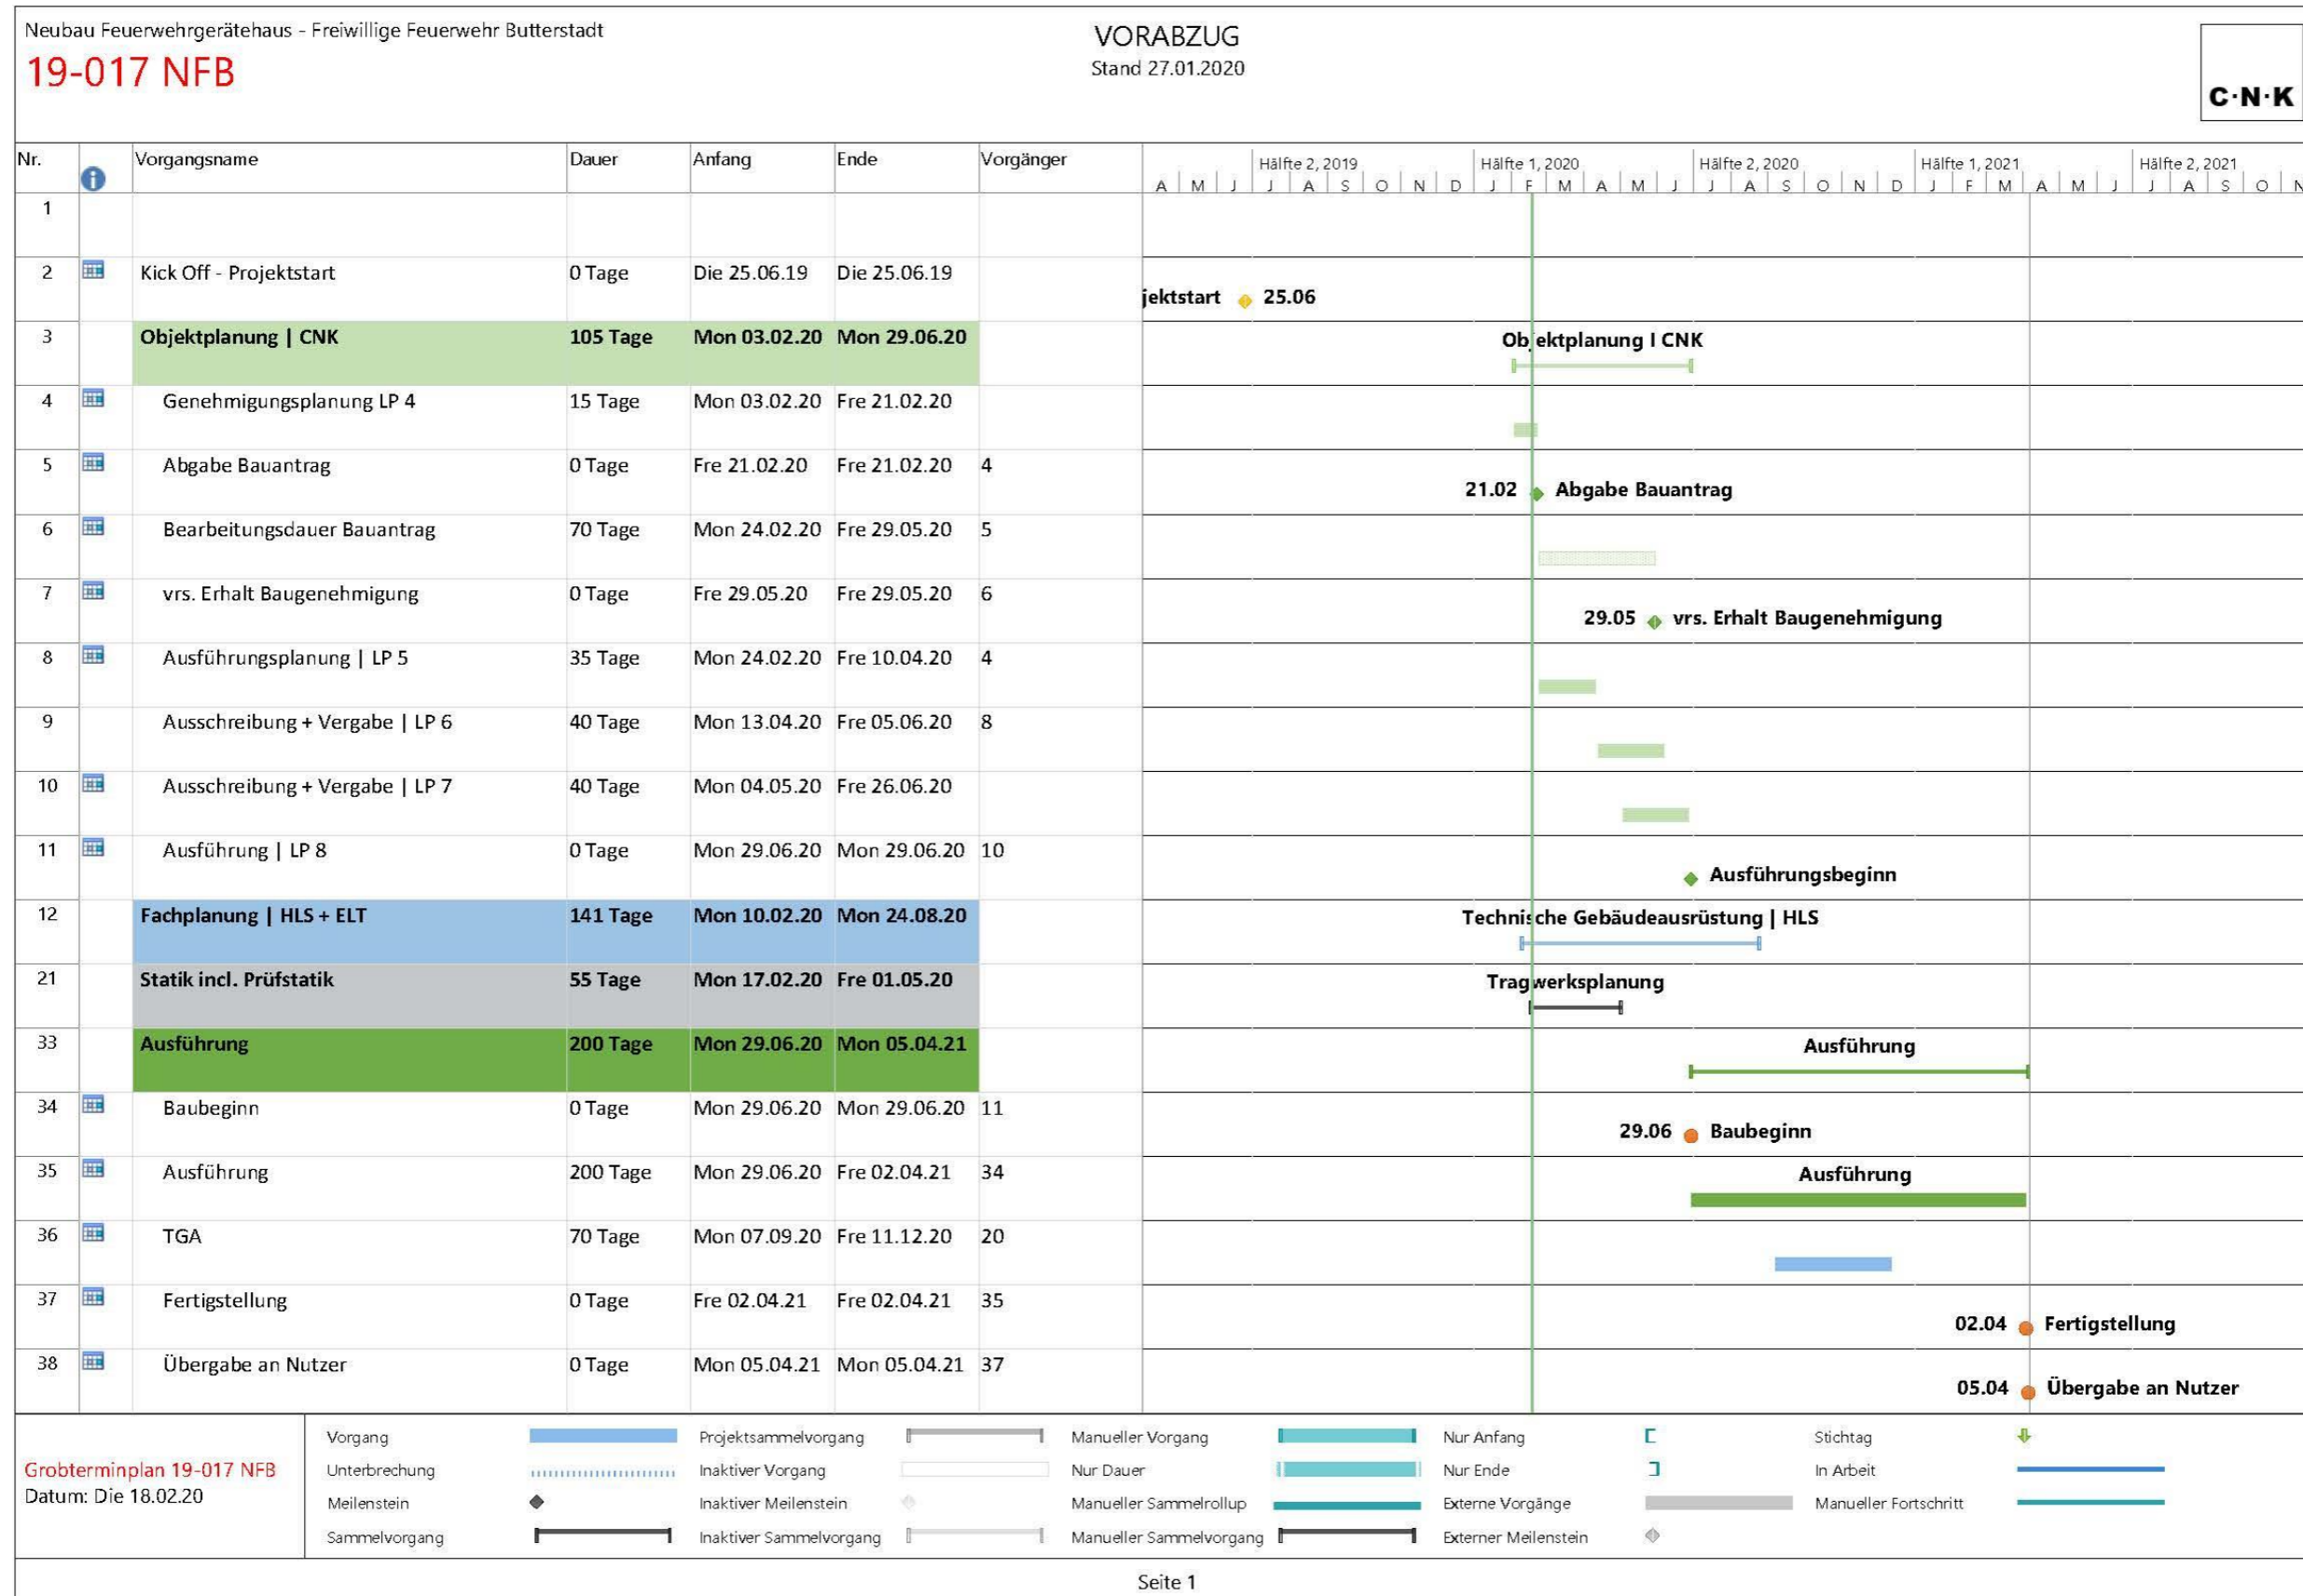 Neubau Feuerwehrgerätehaus - Freiwillige Feuerwehr Butterstadt
19-017 NFB
VORABZUG
Stand 27.01.2020
C·N·K
Nr. Vorgangsname Dauer Anfang Ende Vorgänger
Hälfte 2, 2019 Hälfte 1, 2020 Hälfte 2, 2020 Hälfte 1, 2021 Hälfte 2, 2021
A M J J A S O N D J F M A M J J A S O N D J F M A M J J A S O N
1
2 Kick Off - Projektstart 0 Tage Die 25.06.19 Die 25.06.19
jektstart 25.06
3 Objektplanung | CNK 105 Tage Mon 03.02.20 Mon 29.06.20 Objektplanung I CNK
4 Genehmigungsplanung LP 4 15 Tage Mon 03.02.20 Fre 21.02.20
5 Abgabe Bauantrag 0 Tage Fre 21.02.20 Fre 21.02.20 4
21.02 Abgabe Bauantrag
6 Bearbeitungsdauer Bauantrag 70 Tage Mon 24.02.20 Fre 29.05.20 5
7 vrs. Erhalt Baugenehmigung 0 Tage Fre 29.05.20 Fre 29.05.20 6
29.05 vrs. Erhalt Baugenehmigung
8 Ausführungsplanung | LP 5 35 Tage Mon 24.02.20 Fre 10.04.20 4
9 Ausschreibung + Vergabe | LP 6 40 Tage Mon 13.04.20 Fre 05.06.20 8
10 Ausschreibung + Vergabe | LP 7 40 Tage Mon 04.05.20 Fre 26.06.20
11 Ausführung | LP 8 0 Tage Mon 29.06.20 Mon 29.06.20 10
Ausführungsbeginn
12 Fachplanung | HLS + ELT 141 Tage Mon 10.02.20 Mon 24.08.20 Technische Gebäudeausrüstung | HLS
21 Statik incl. Prüfstatik 55 Tage Mon 17.02.20 Fre 01.05.20 Tragwerksplanung
33 Ausführung 200 Tage Mon 29.06.20 Mon 05.04.21 Ausführung
34 Baubeginn 0 Tage Mon 29.06.20 Mon 29.06.20 11
29.06 Baubeginn
35 Ausführung 200 Tage Mon 29.06.20 Fre 02.04.21 34 Ausführung
36 TGA 70 Tage Mon 07.09.20 Fre 11.12.20 20
37 Fertigstellung 0 Tage Fre 02.04.21 Fre 02.04.21 35
02.04 Fertigstellung
38 Übergabe an Nutzer 0 Tage Mon 05.04.21 Mon 05.04.21 37
05.04 Übergabe an Nutzer
Grobterminplan 19-017 NFB
Datum: Die 18.02.20
Vorgang Projektsammelvorgang Manueller Vorgang Nur Anfang Stichtag
Unterbrechung Inaktiver Vorgang Nur Dauer Nur Ende In Arbeit
Meilenstein Inaktiver Meilenstein Manueller Sammelrollup Externe Vorgänge Manueller Fortschritt
Sammelvorgang Inaktiver Sammelvorgang Manueller Sammelvorgang Externer Meilenstein
Seite 1